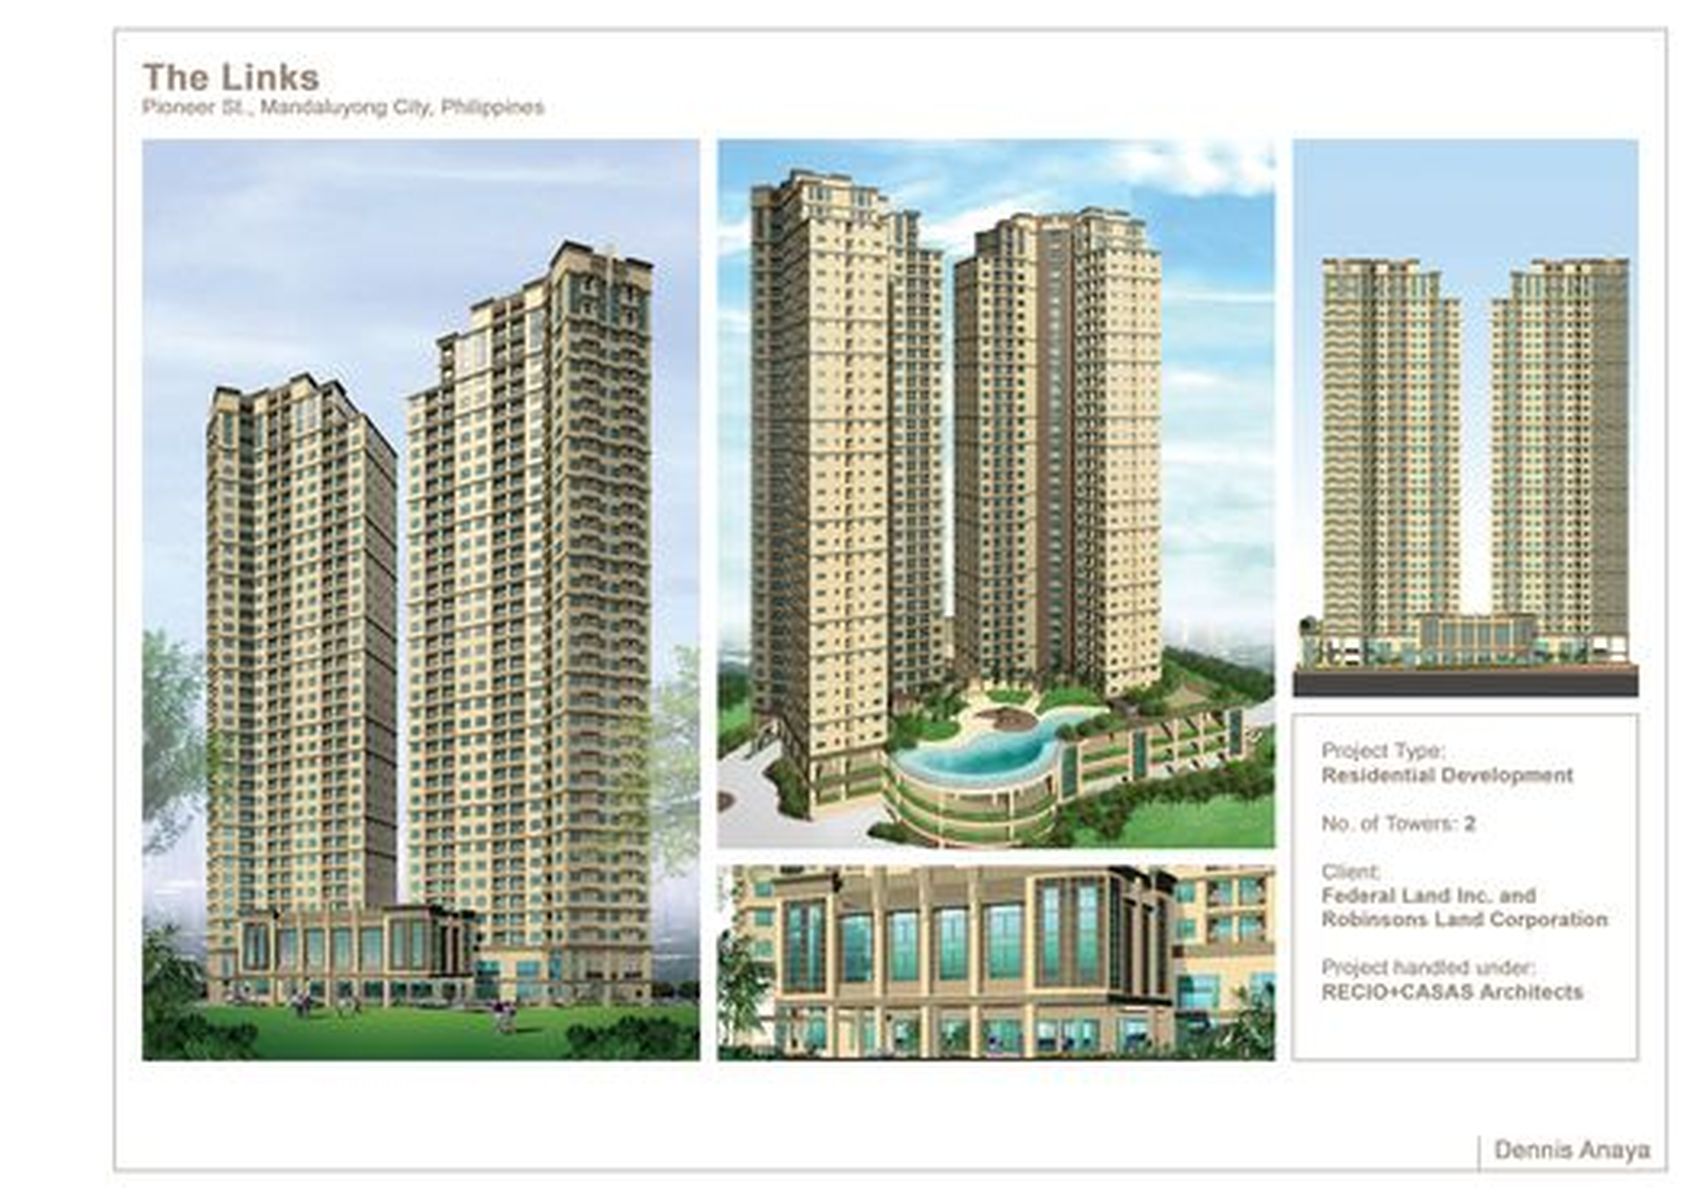 The Links
Pioneer St., Mandaluyong City, Philippines
Project Type:
Residential Development
No. of Towers: 2
Client:
Federal Land Inc. and
Robinsons Land Corporation
Project handled under:
RECIO+CASAS Architects
Dennis Anaya